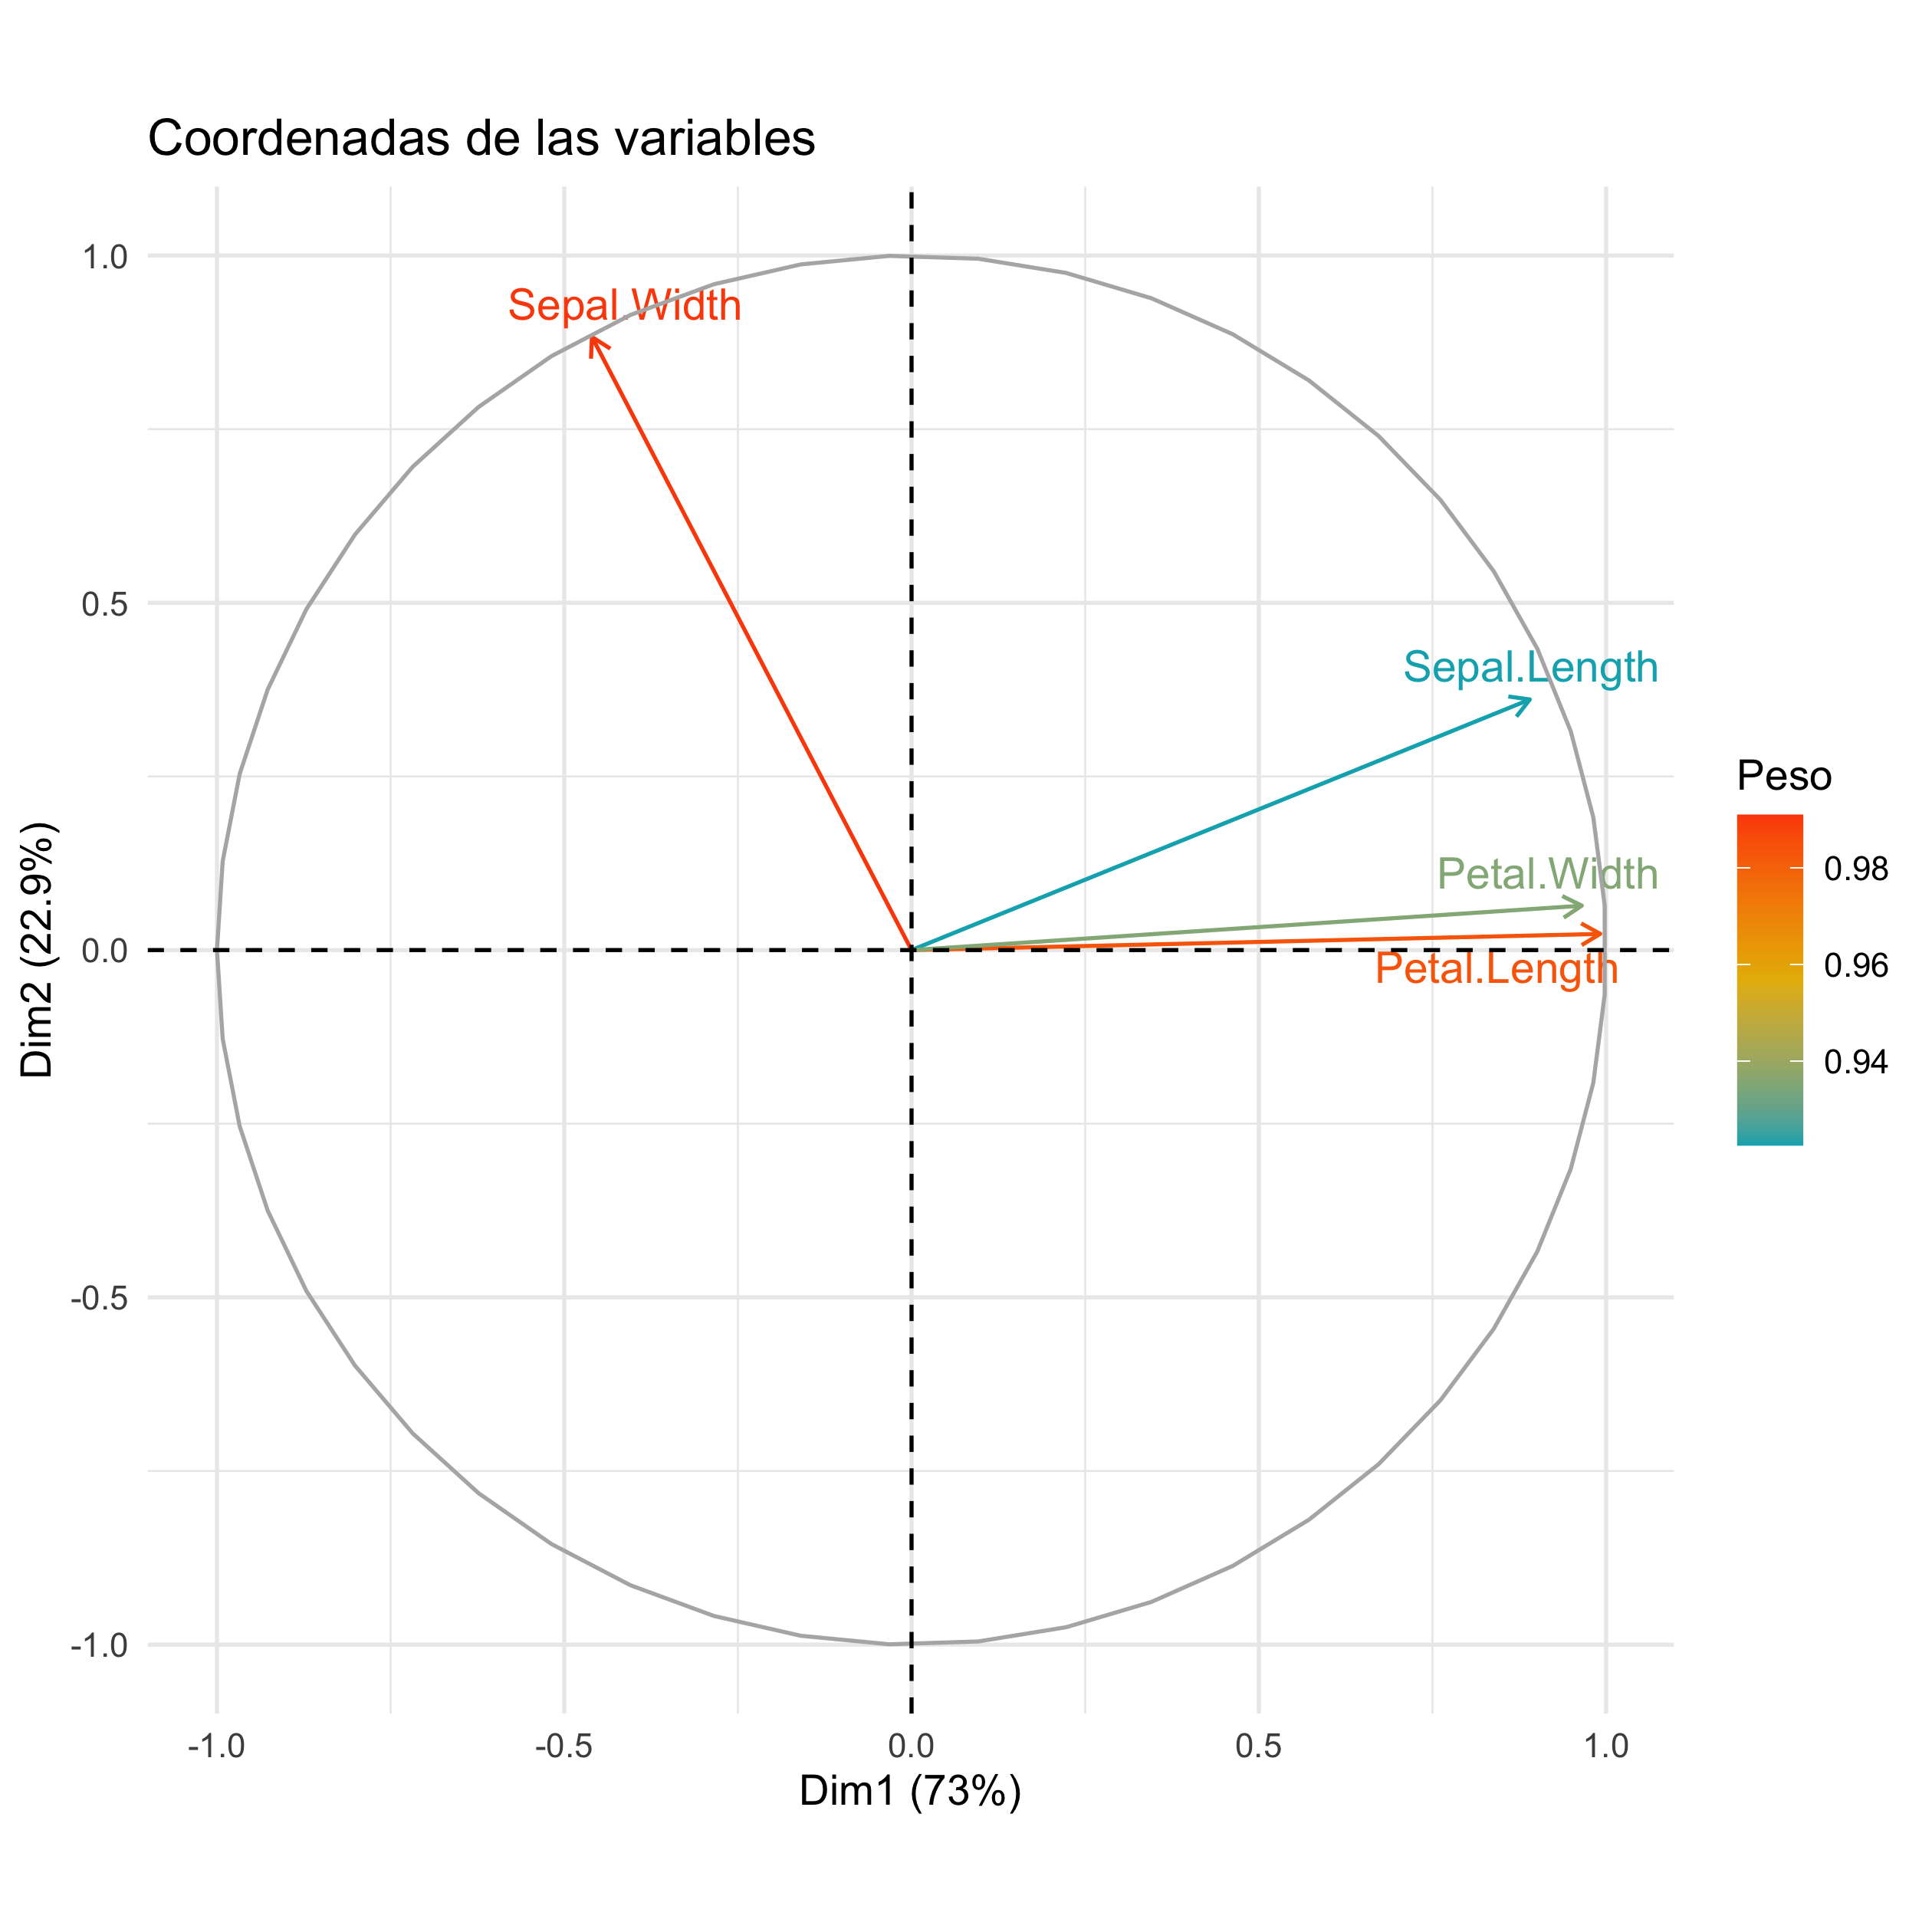 Coordenadas de las variables
1.0
0.5
0.0
-0.5
-1.0
Dim2 (22.9%)
Sepal.Width
Sepal.Length
Petal.Width
Petal.Length
-1.0
-0.5
0.0
0.5
1.0
Dim1 (73%)
Peso
0.98
0.96
0.94